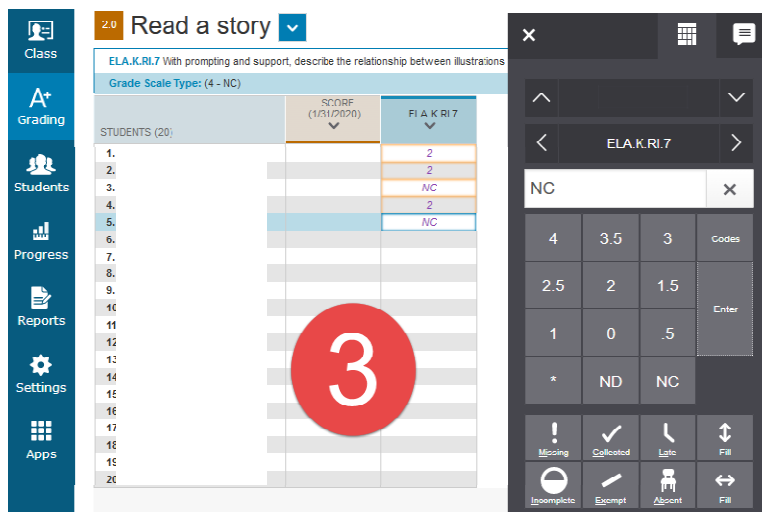 Class
Grading
Students
Progress
Reports
Settings
Apps
2.0 Read a story
ELA.K.RI.7 With prompting and support, describe the relationship between illustrations
Grade Scale Type: (4 - NC)
STUDENTS (20)
SCORE
(1/31/2020)
ELA.K.RI.7
1. 2
2. 2
3. NC
4. 2
5. NC
6.
7.
8.
9.
10
11
12
13
14
15
16
17
18
19
20
3
ELA.K.RI.7
NC
4 3.5 3 Codes
2.5 2 1.5
Enter
1 0 .5
* ND NC
Missing Collected Late Fill
Incomplete Exempt Absent Fill